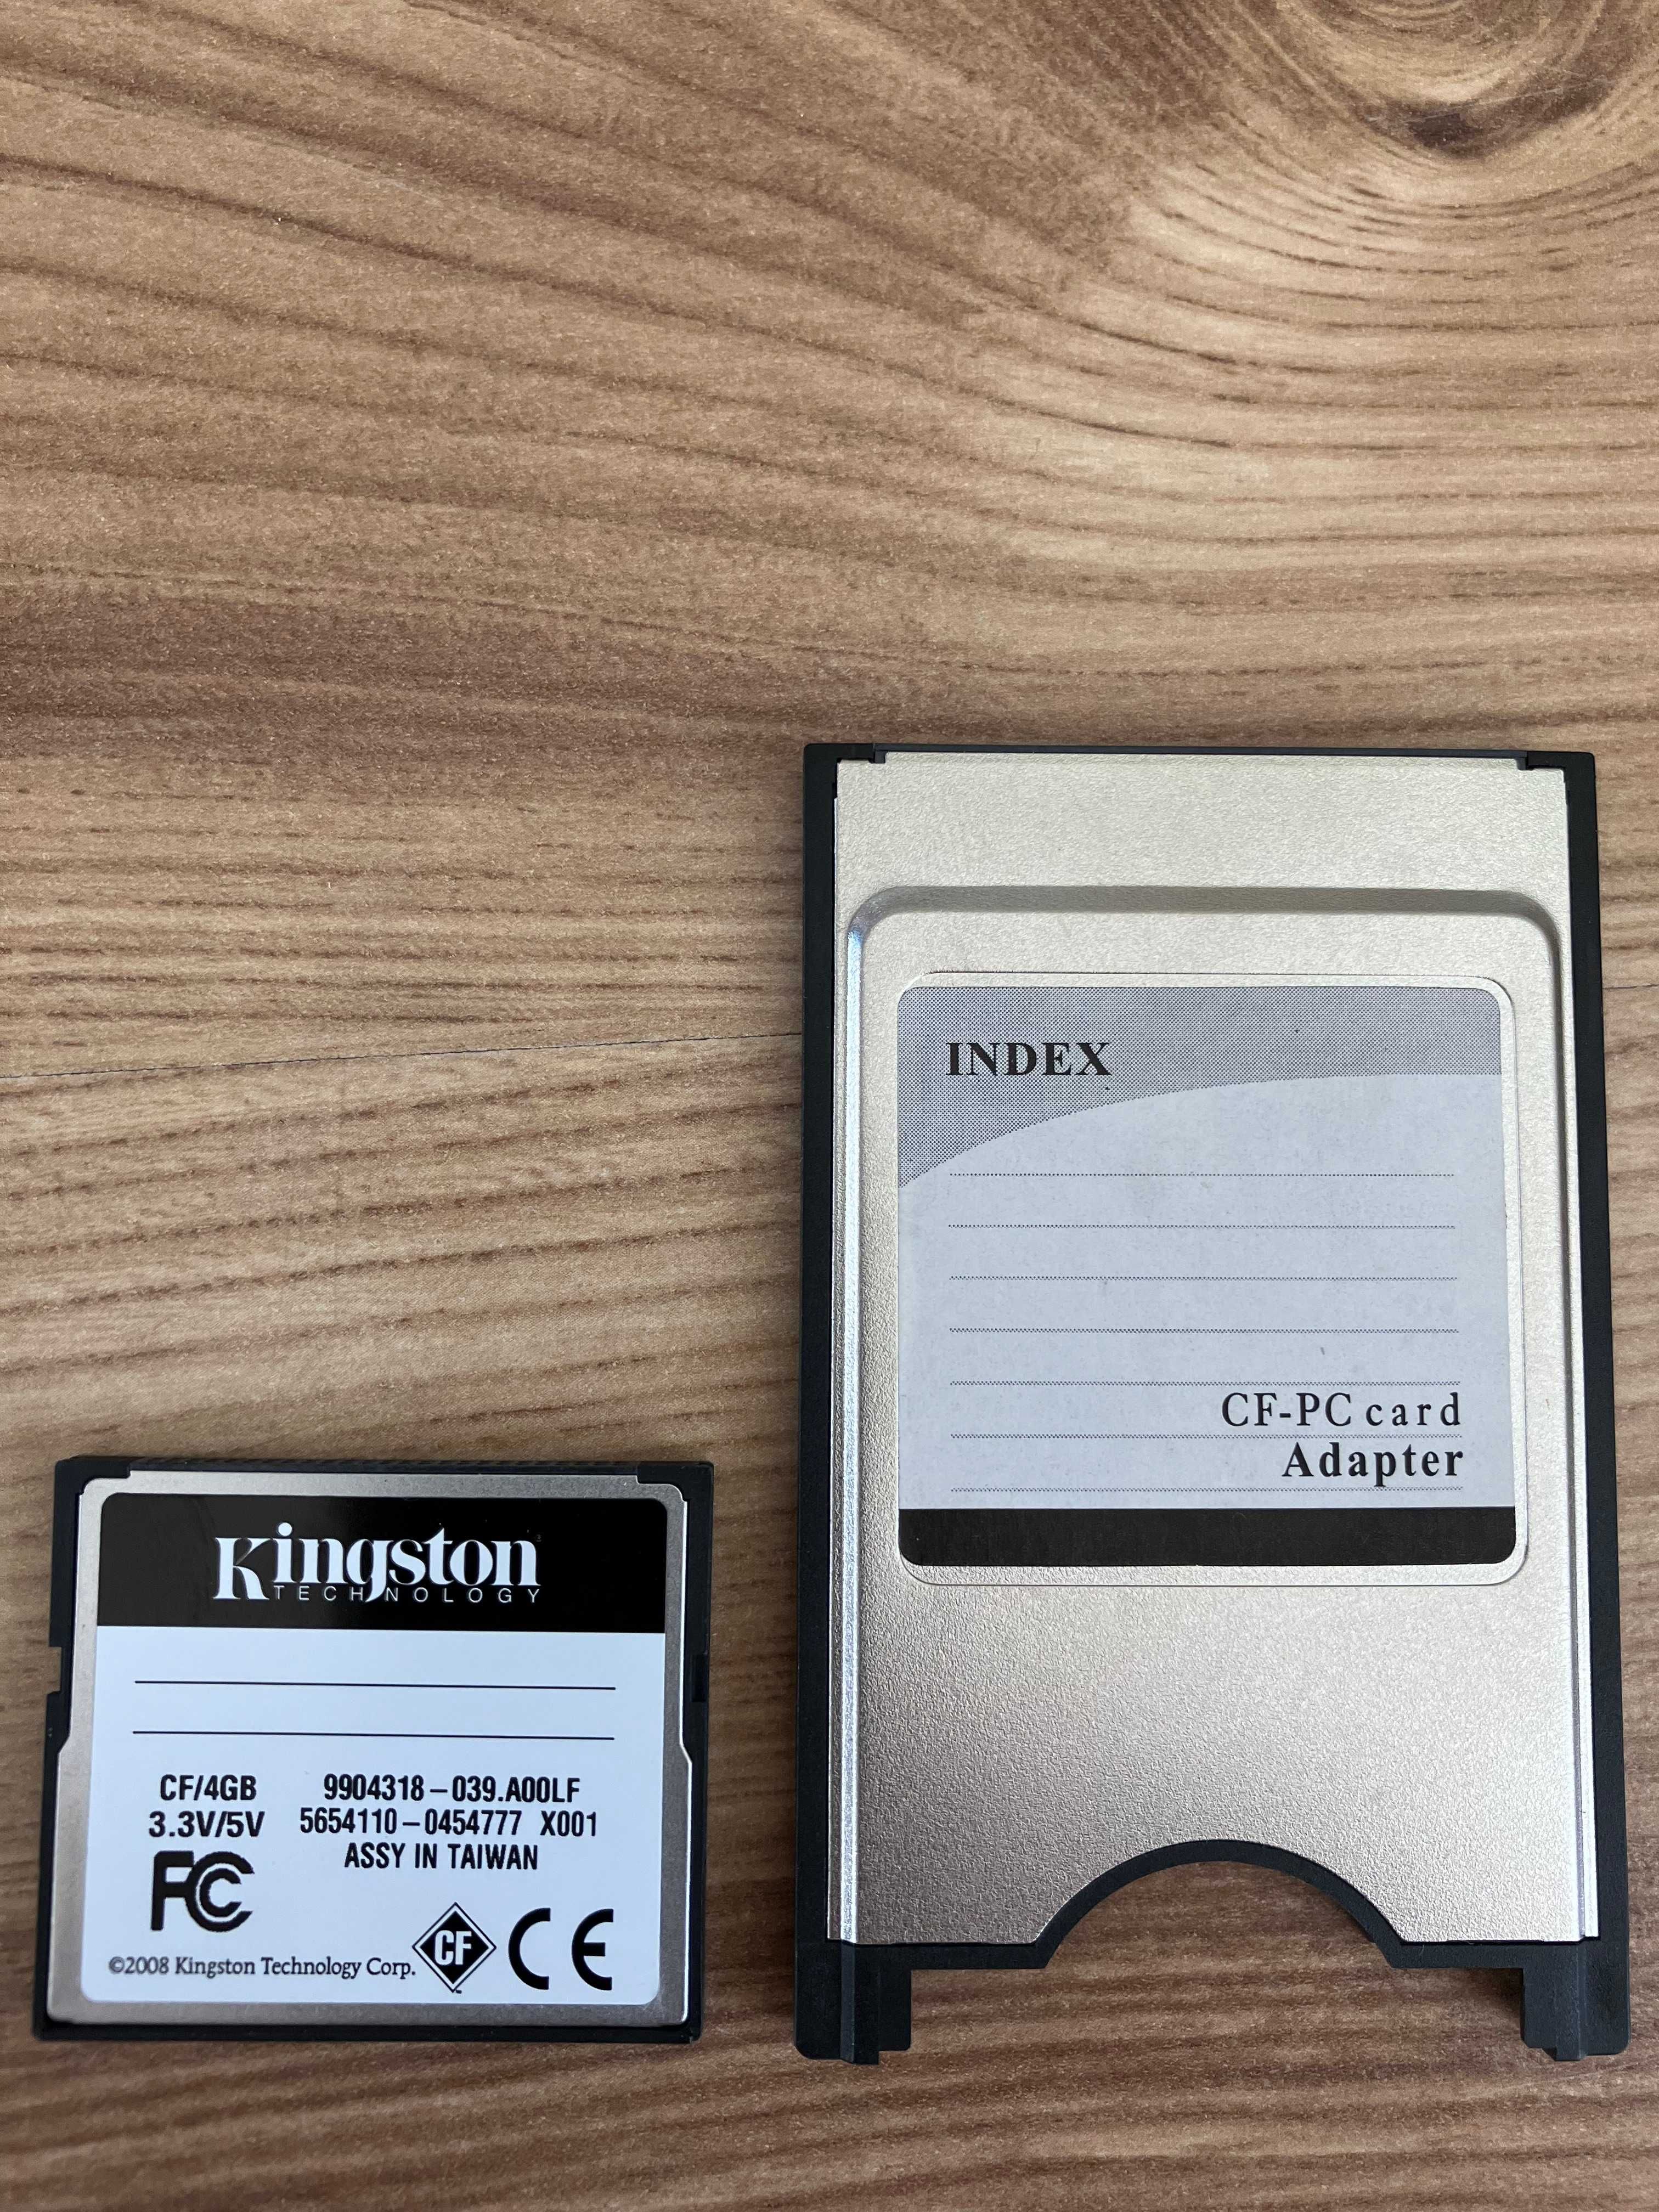 Kingston
TECHNOLOGY
CF/4GB 9904318-039.A00LF
3.3V/5V 5654110-0454777 X001
ASSY IN TAIWAN
FC
©2008 Kingston Technology Corp. CF CE
INDEX
CF-PC card
Adapter